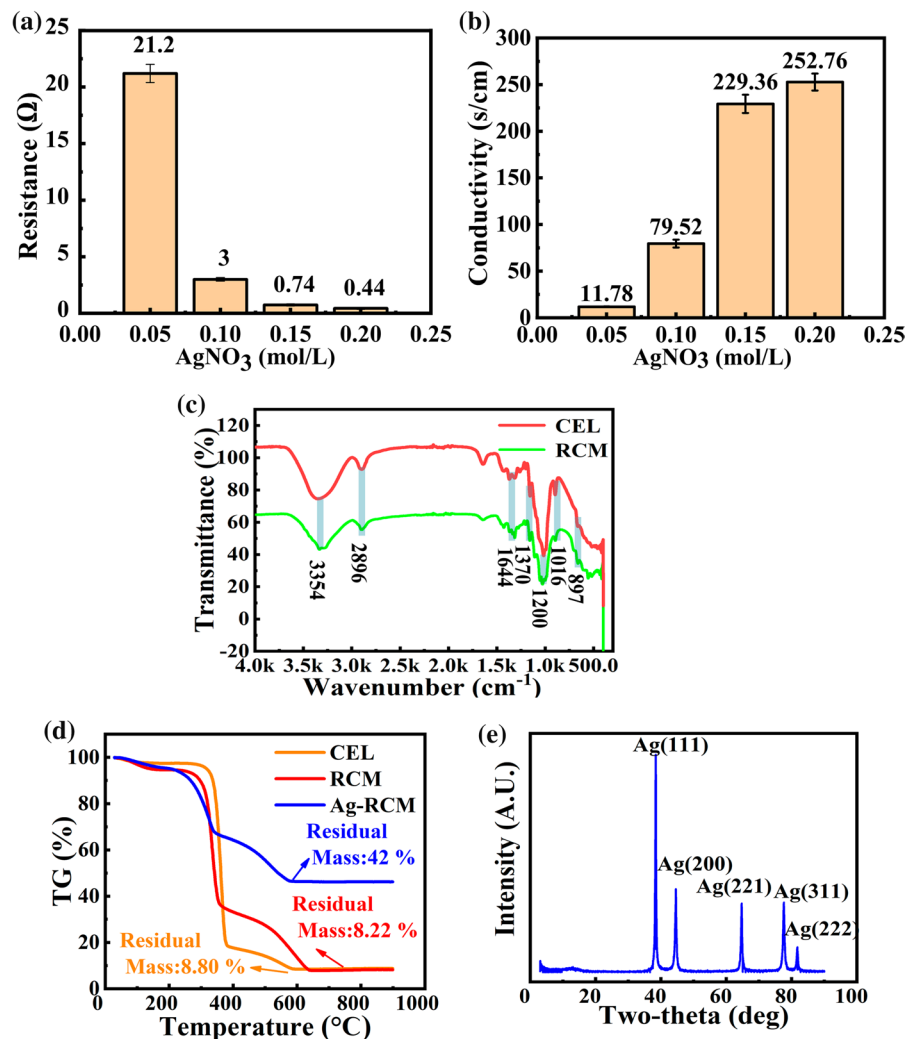 (a)
25
20
15
10
5
0
Resistance (Ω)
21.2
3
0.74
0.44
0.00 0.05 0.10 0.15 0.20 0.25
AgNO3 (mol/L)
(b)
300
250
200
150
100
50
0
Conductivity (s/cm)
11.78
79.52
229.36
252.76
0.00 0.05 0.10 0.15 0.20 0.25
AgNO3 (mol/L)
(c)
120
100
80
60
40
20
0
-20
Transmittance (%)
CEL
RCM
3354
2896
1644
1370
1200
1016
897
4.0k 3.5k 3.0k 2.5k 2.0k 1.5k 1.0k 500.0
Wavenumber (cm-1)
(d)
100
80
60
40
20
0
TG (%)
CEL
RCM
Ag-RCM
Residual
Mass:42 %
Residual
Mass:8.22 %
Residual
Mass:8.80 %
0 200 400 600 800 1000
Temperature (°C)
(e)
Intensity (A.U.)
Ag(111)
Ag(200)
Ag(221)
Ag(311)
Ag(222)
0 20 40 60 80 100
Two-theta (deg)